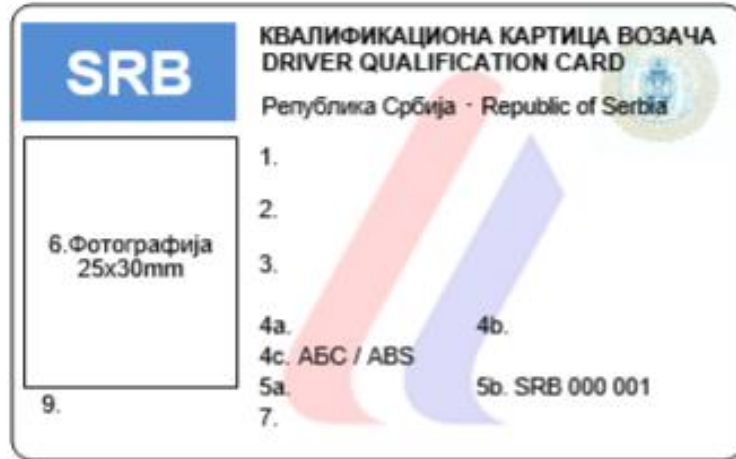 SRB
КВАЛИФИКАЦИОНА КАРТИЦА ВОЗАЧА
DRIVER QUALIFICATION CARD
Република Србија · Republic of Serbia
1.
2.
6.Фотографија
25x30mm
3.
4a. 4b.
4c. АБС / ABS
5a. 5b. SRB 000 001
9.
7.